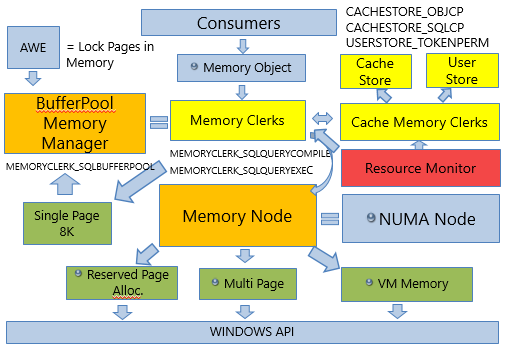 Consumers
CACHESTORE_OBJCP
CACHESTORE_SQLCP
USERSTORE_TOKENPERM
AWE
= Lock Pages in
Memory
Memory Object
Cache
Store
User
Store
BufferPool
Memory
Manager
Memory Clerks
Cache Memory Clerks
MEMORYCLERK_SQLBUFFERPOOL
MEMORYCLERK_SQLQUERYCOMPILE
MEMORYCLERK_SQLQUERYEXEC
Resource Monitor
Single Page
8K
Memory Node
NUMA Node
Reserved Page
Alloc.
Multi Page
VM Memory
WINDOWS API